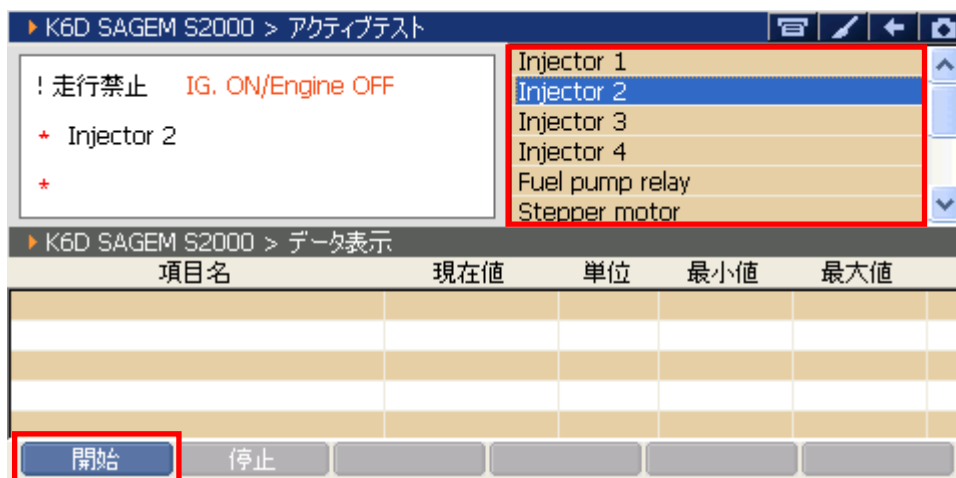 K6D SAGEM S2000 > アクティブテスト
! 走行禁止 IG. ON/Engine OFF
* Injector 2
*
Injector 1
Injector 2
Injector 3
Injector 4
Fuel pump relay
Stepper motor
K6D SAGEM S2000 > データ表示
項目名 現在値 単位 最小値 最大値
開始 停止